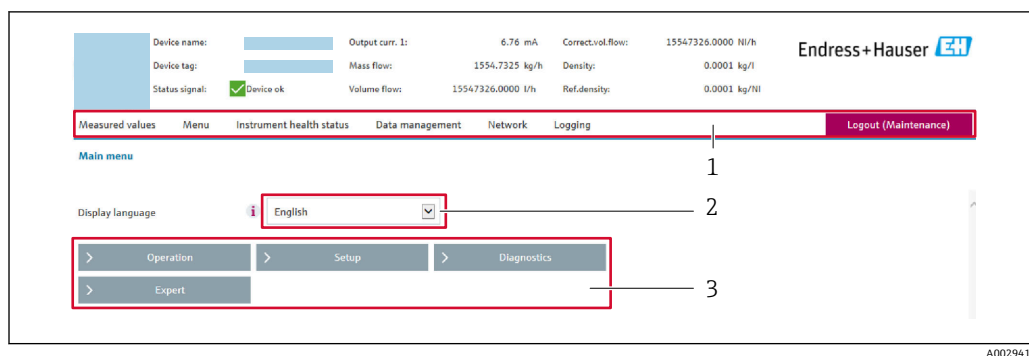 Device name: Output curr. 1: 6.76 mA Correct.vol.flow: 15547326.0000 Nl/h
Endress+Hauser EH
Device tag: Mass flow: 1554.7325 kg/h Density: 0.0001 kg/l
Status signal: Device ok Volume flow: 15547326.0000 l/h Ref.density: 0.0001 kg/Nl
Measured values Menu Instrument health status Data management Network Logging Logout (Maintenance)
1
Main menu
Display language i English 2
> Operation > Setup > Diagnostics
> Expert 3
A002941